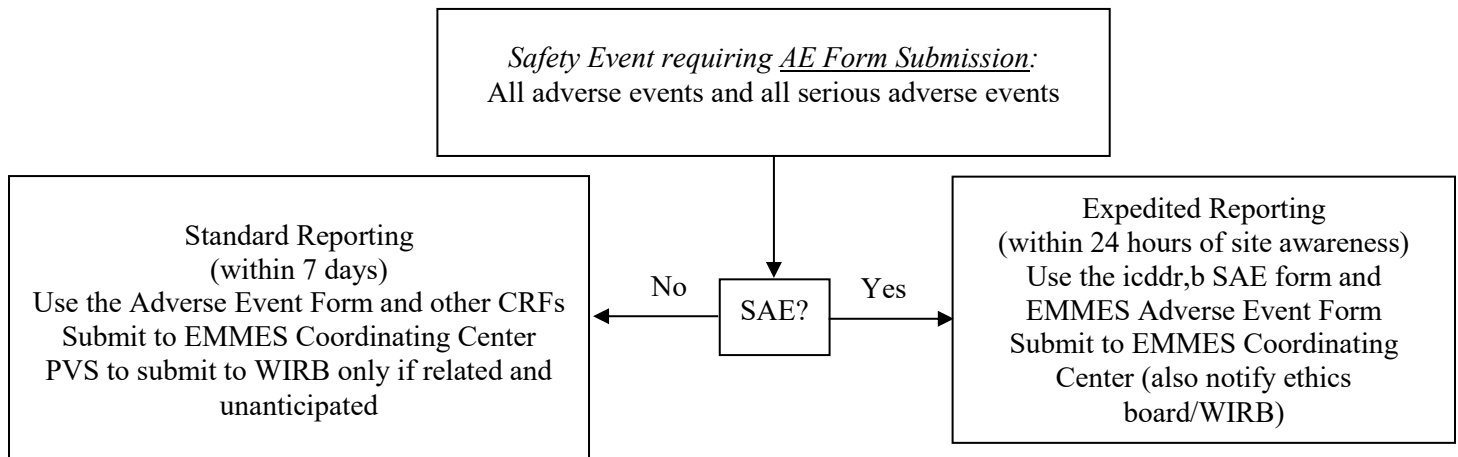 Safety Event requiring AE Form Submission:
All adverse events and all serious adverse events
Standard Reporting
(within 7 days)
Use the Adverse Event Form and other CRFs
Submit to EMMES Coordinating Center
PVS to submit to WIRB only if related and
unanticipated
No
SAE?
Yes
Expedited Reporting
(within 24 hours of site awareness)
Use the icddr,b SAE form and
EMMES Adverse Event Form
Submit to EMMES Coordinating
Center (also notify ethics
board/WIRB)